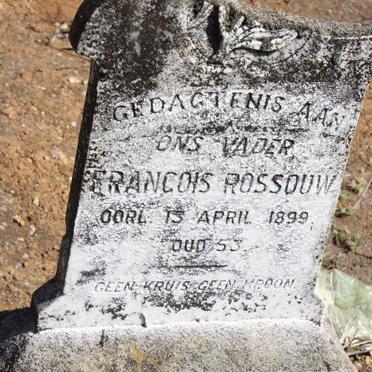 GEDAGTENIS AAN
ONS VADER
FRANCOIS ROSSOUW
OORL. 13 APRIL 1899
OUD 53
GEEN KRUIS GEEN KROON